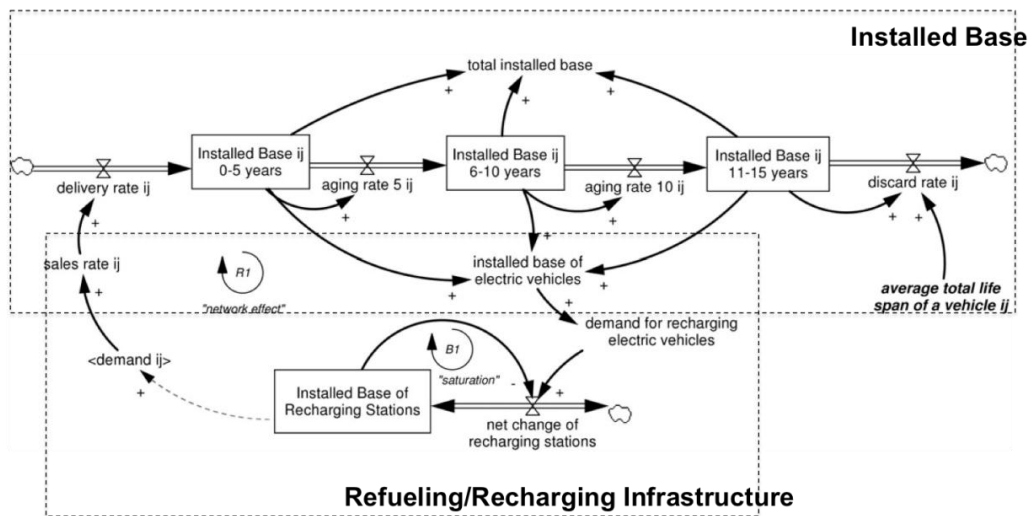 Installed Base
total installed base
+
+
+
Installed Base ij
0-5 years
Installed Base ij
6-10 years
Installed Base ij
11-15 years
delivery rate ij
aging rate 5 ij
aging rate 10 ij
discard rate ij
+
+
+
+
+
+
sales rate ij
R1
"network effect"
installed base of
electric vehicles
+
+
+
+
average total life
span of a vehicle ij
demand for recharging
electric vehicles
<demand ij>
+
B1
"saturation"
-
+
Installed Base of
Recharging Stations
net change of
recharging stations
Refueling/Recharging Infrastructure